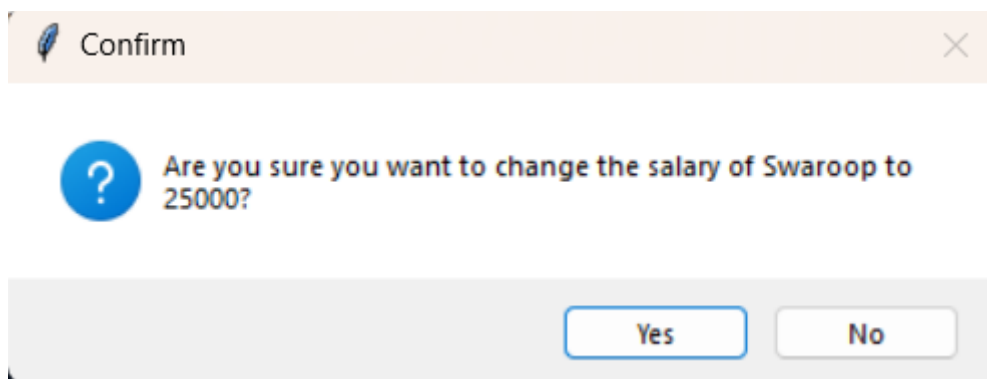 Confirm
Are you sure you want to change the salary of Swaroop to
25000?
Yes No